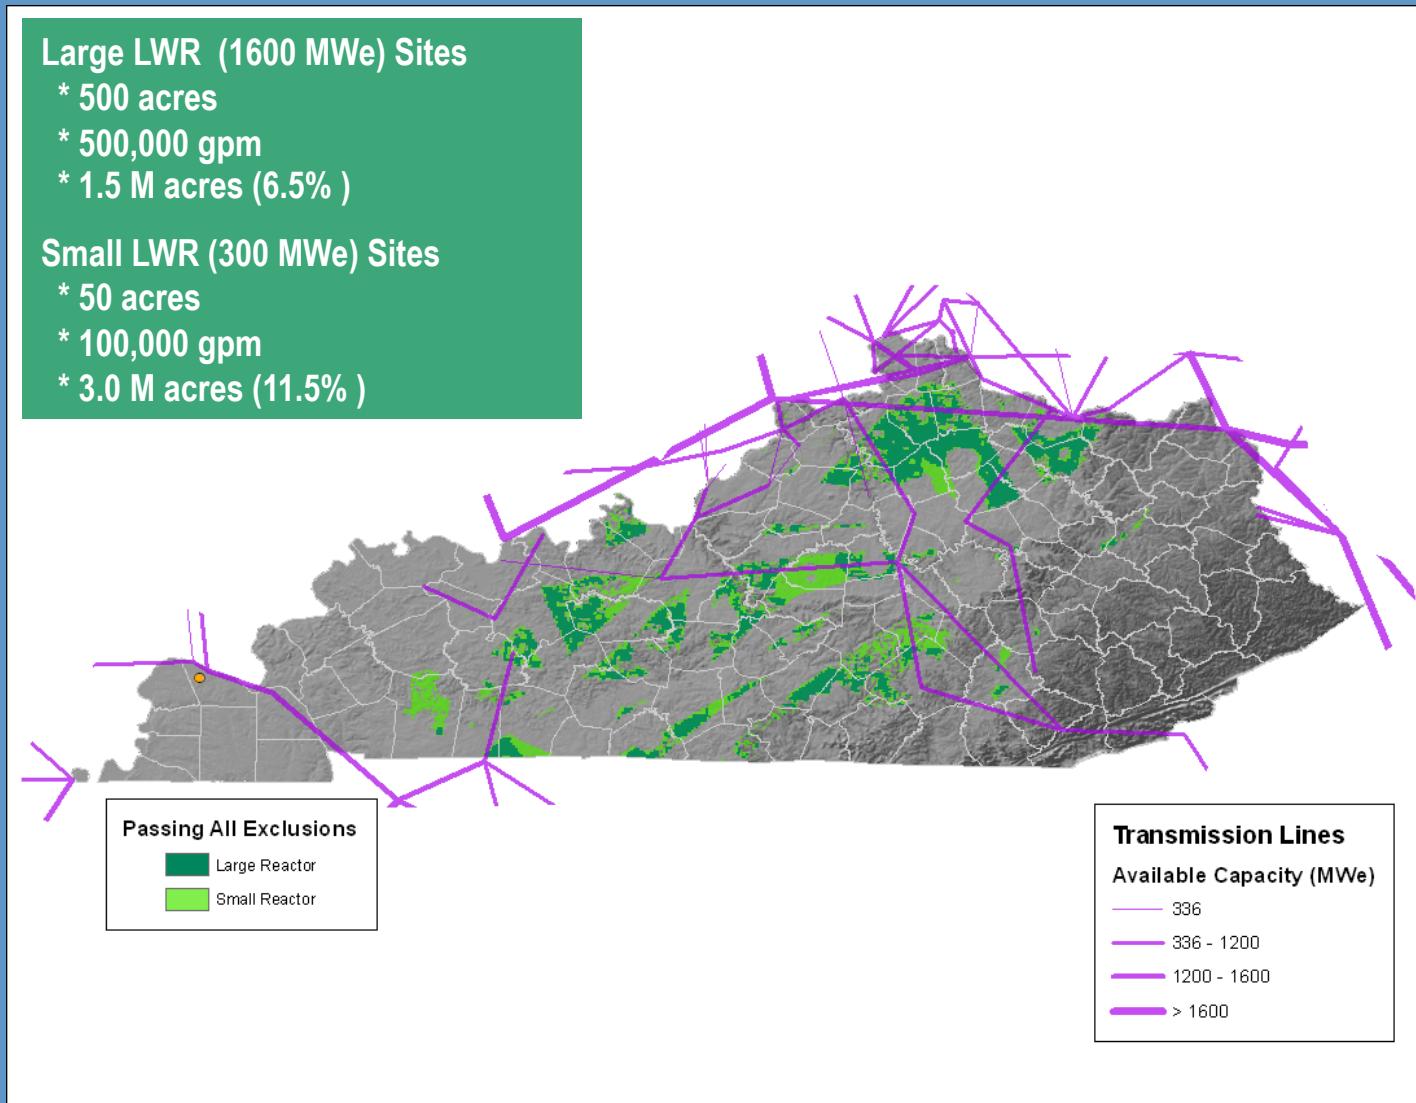 Large LWR (1600 MWe) Sites
* 500 acres
* 500,000 gpm
* 1.5 M acres (6.5% )
Small LWR (300 MWe) Sites
* 50 acres
* 100,000 gpm
* 3.0 M acres (11.5% )
Passing All Exclusions
Large Reactor
Small Reactor
Transmission Lines
Available Capacity (MWe)
336
336 - 1200
1200 - 1600
> 1600